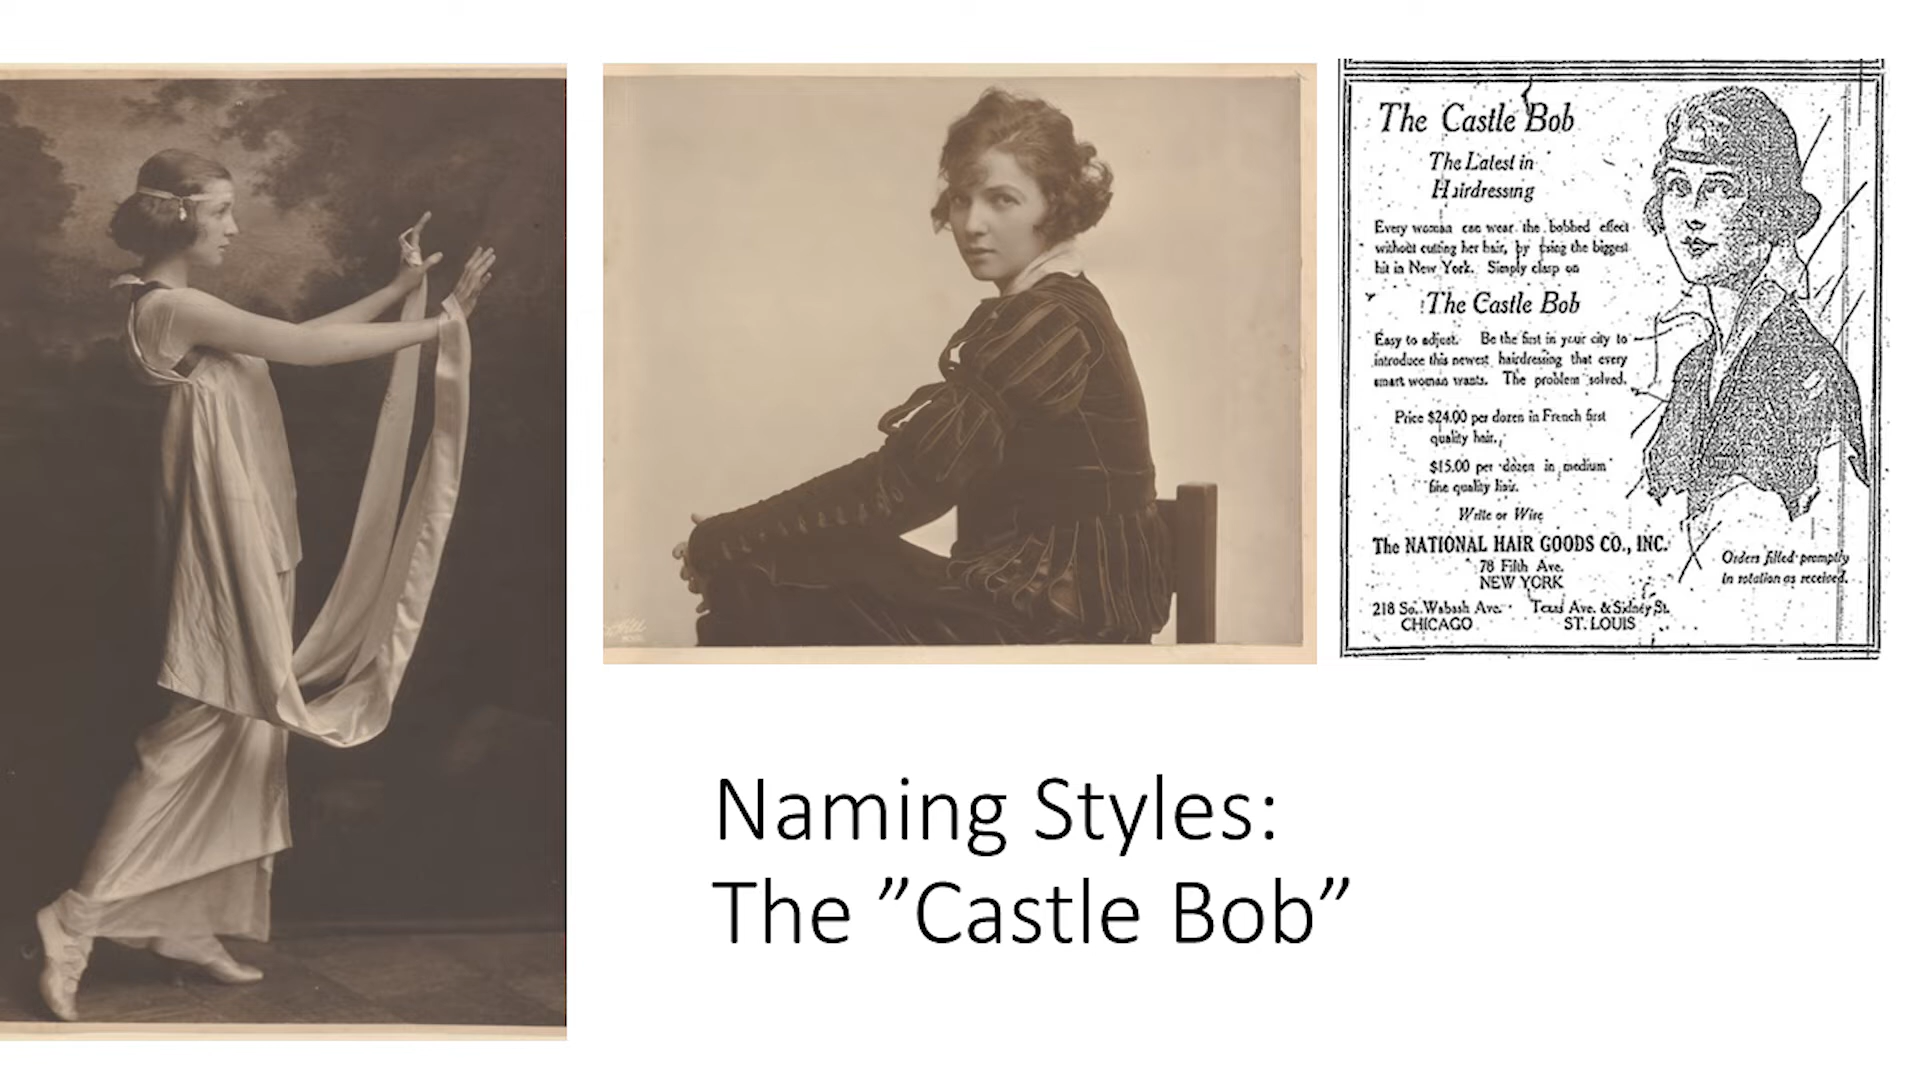 The Castle Bob
The Latest in
Hairdressing
Every woman can wear the bobbed effect
without cutting her hair, by using the biggest
hit in New York. Simply clasp on
The Castle Bob
Easy to adjust. Be the first in your city to
introduce this newest hairdressing that every
smart woman wants. The problem solved.
Price $24.00 per dozen in French first
quality hair.
$15.00 per dozen in medium
fine quality hair.
Write or Wire
The NATIONAL HAIR GOODS CO., INC.
78 Fifth Ave.
NEW YORK
Orders filled promptly
in rotation as received.
218 So. Wabash Ave.
CHICAGO
Texas Ave. & Sidney St.
ST. LOUIS
Naming Styles:
The ”Castle Bob”